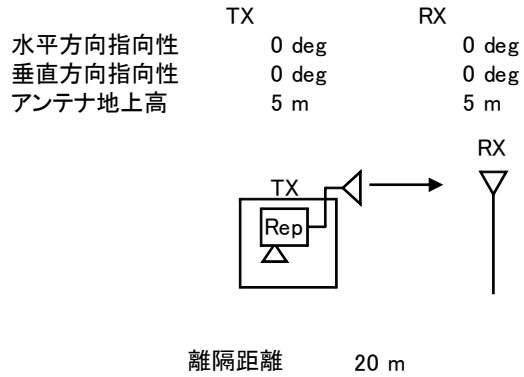 TX RX
水平方向指向性 0 deg 0 deg
垂直方向指向性 0 deg 0 deg
アンテナ地上高 5 m 5 m
RX
TX
Rep
離隔距離 20 m